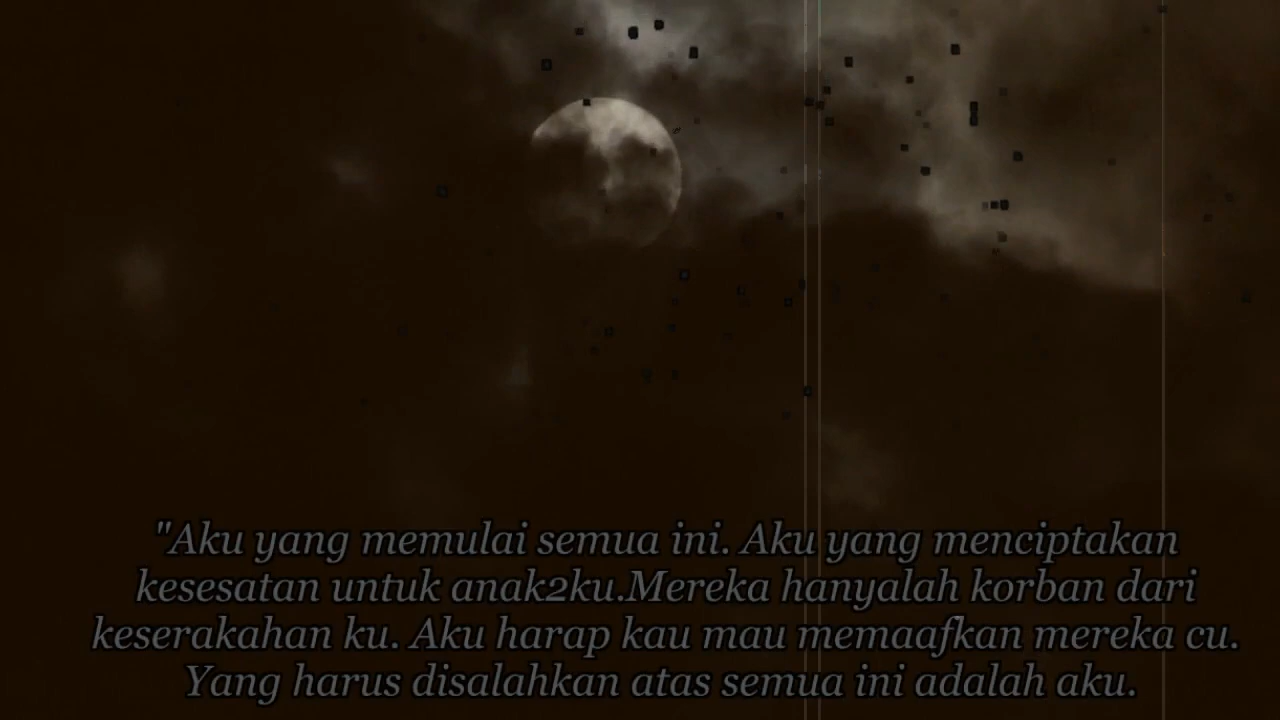 "Aku yang memulai semua ini. Aku yang menciptakan
kesesatan untuk anak2ku.Mereka hanyalah korban dari
keserakahan ku. Aku harap kau mau memaafkan mereka cu.
Yang harus disalahkan atas semua ini adalah aku.